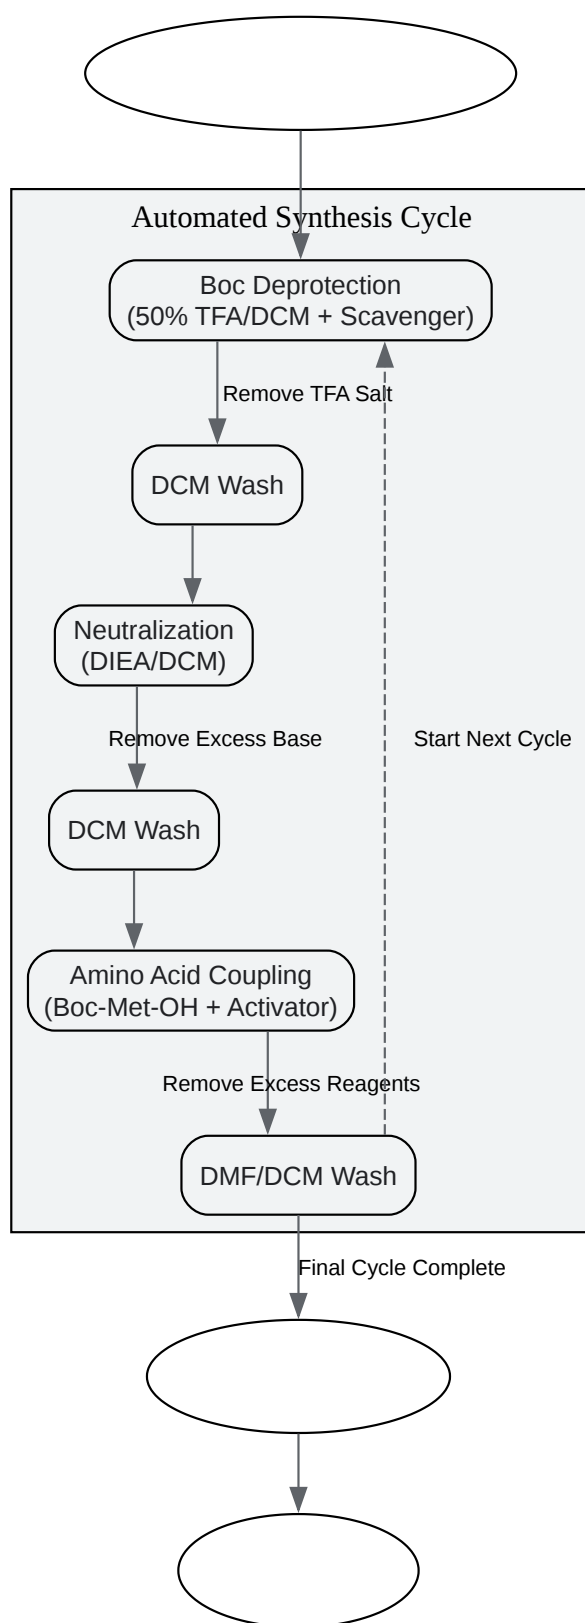 Automated Synthesis Cycle
Boc Deprotection
(50% TFA/DCM + Scavenger)
Remove TFA Salt
DCM Wash
Neutralization
(DIEA/DCM)
Remove Excess Base
Start Next Cycle
DCM Wash
Amino Acid Coupling
(Boc-Met-OH + Activator)
Remove Excess Reagents
DMF/DCM Wash
Final Cycle Complete